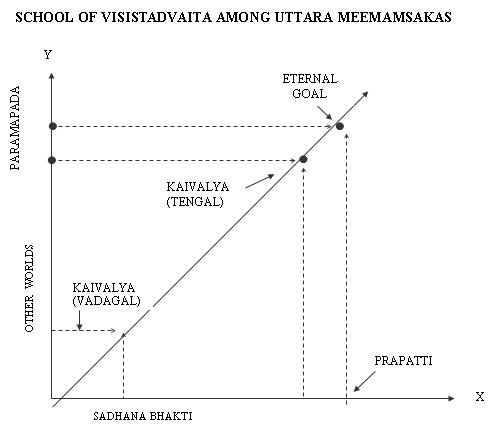 SCHOOL OF VISISTADVAITA AMONG UTTARA MEEMAMSAKAS
Y
ETERNAL
GOAL
PARAMAPADA
KAIVALYA
(TENGAL)
OTHER WORLDS
KAIVALYA
(VADAGAL)
PRAPATTI
X
SADHANA BHAKTI